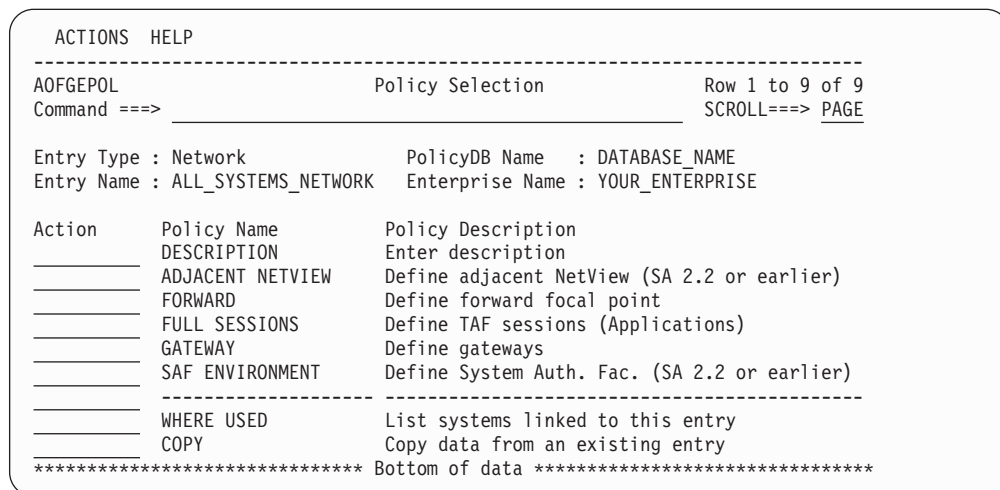 ACTIONS HELP
-------------------------------------------------------------------------------
AOFGEPOL Policy Selection Row 1 to 9 of 9
Command ===> SCROLL===> PAGE
Entry Type : Network PolicyDB Name : DATABASE_NAME
Entry Name : ALL_SYSTEMS_NETWORK Enterprise Name : YOUR_ENTERPRISE
Action Policy Name Policy Description
DESCRIPTION Enter description
ADJACENT NETVIEW Define adjacent NetView (SA 2.2 or earlier)
FORWARD Define forward focal point
FULL SESSIONS Define TAF sessions (Applications)
GATEWAY Define gateways
SAF ENVIRONMENT Define System Auth. Fac. (SA 2.2 or earlier)
-------------------- ---------------------------------------------
WHERE USED List systems linked to this entry
COPY Copy data from an existing entry
******************************* Bottom of data ********************************